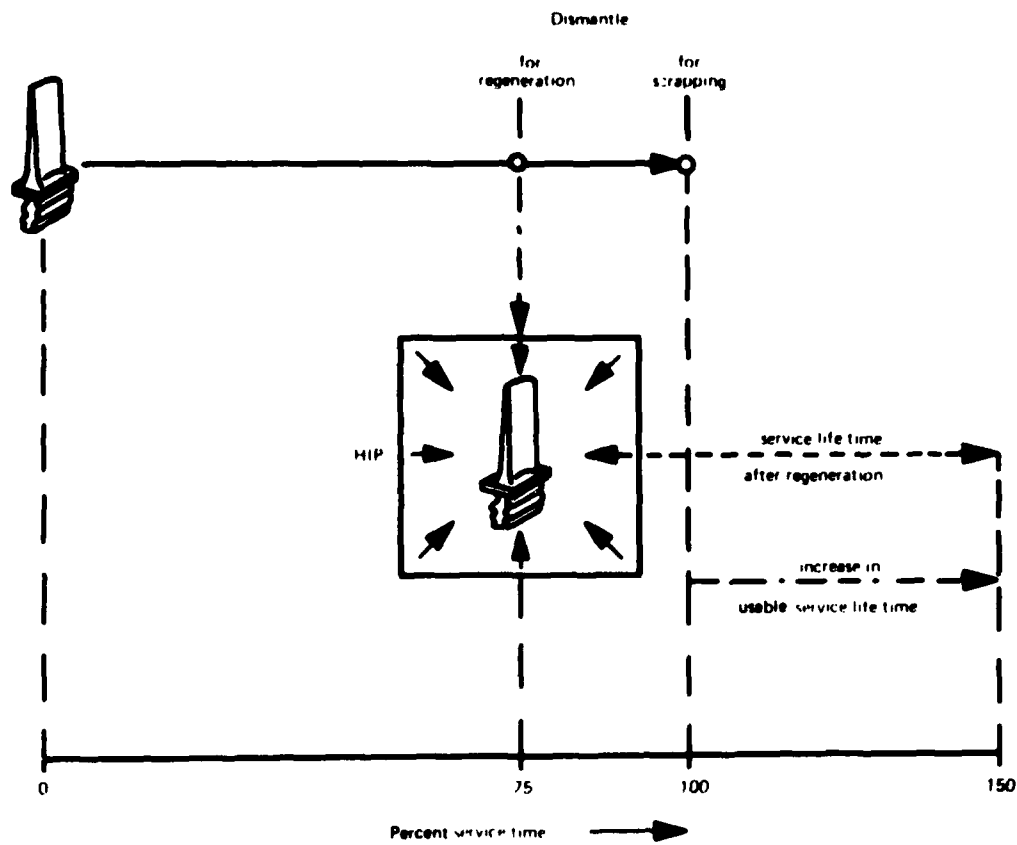 Dismantle
for
regeneration
for
scrapping
HIP
service life time
after regeneration
increase in
usable service life time
0
75
100
150
Percent service time